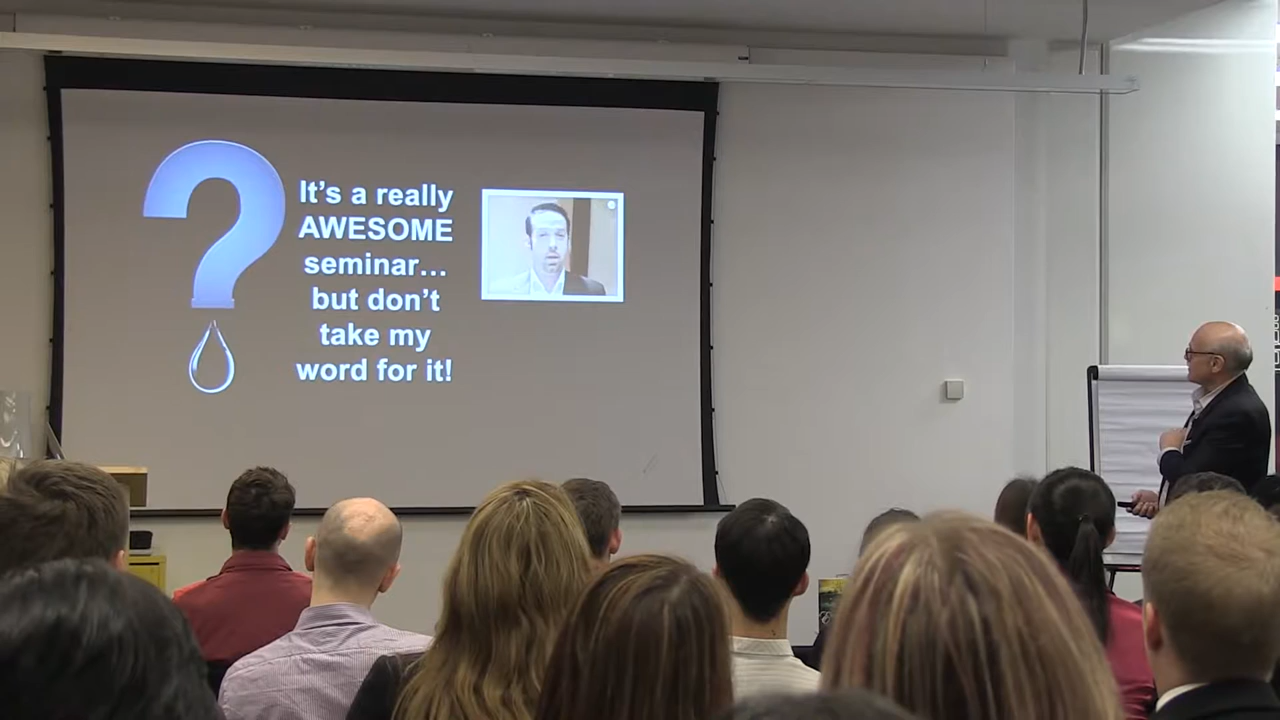 It's a really
AWESOME
seminar...
but don't
take my
word for it!